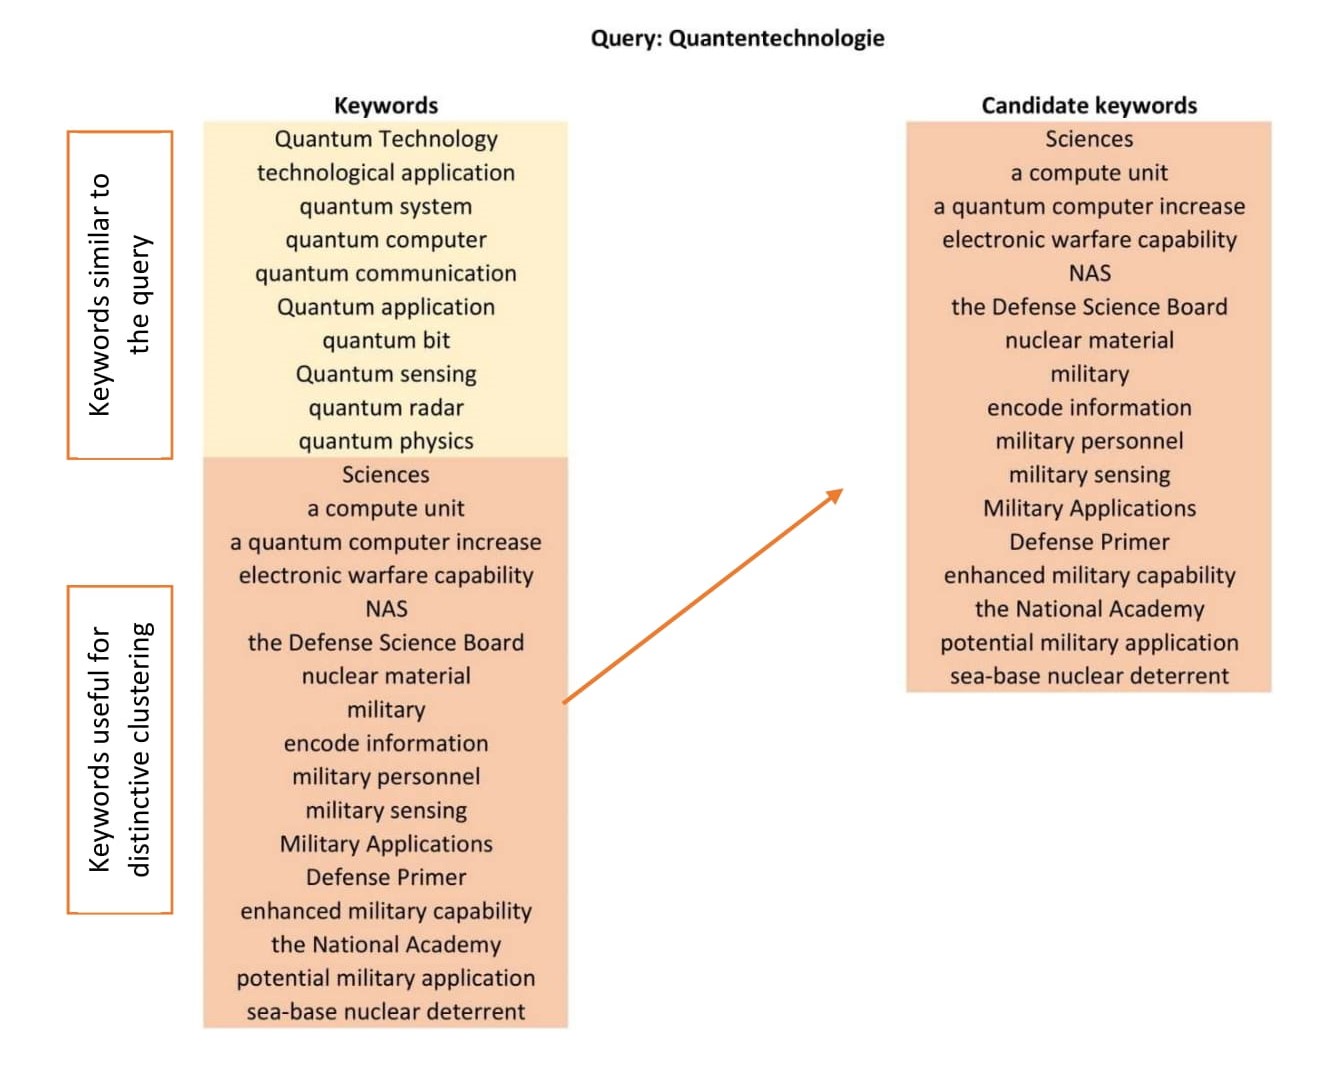 Query: Quantentechnologie
Keywords
Quantum Technology
technological application
quantum system
quantum computer
quantum communication
Quantum application
quantum bit
Quantum sensing
quantum radar
quantum physics
Sciences
a compute unit
a quantum computer increase
electronic warfare capability
NAS
the Defense Science Board
nuclear material
military
encode information
military personnel
military sensing
Military Applications
Defense Primer
enhanced military capability
the National Academy
potential military application
sea-base nuclear deterrent
Keywords similar to
the query
Keywords useful for
distinctive clustering
Candidate keywords
Sciences
a compute unit
a quantum computer increase
electronic warfare capability
NAS
the Defense Science Board
nuclear material
military
encode information
military personnel
military sensing
Military Applications
Defense Primer
enhanced military capability
the National Academy
potential military application
sea-base nuclear deterrent